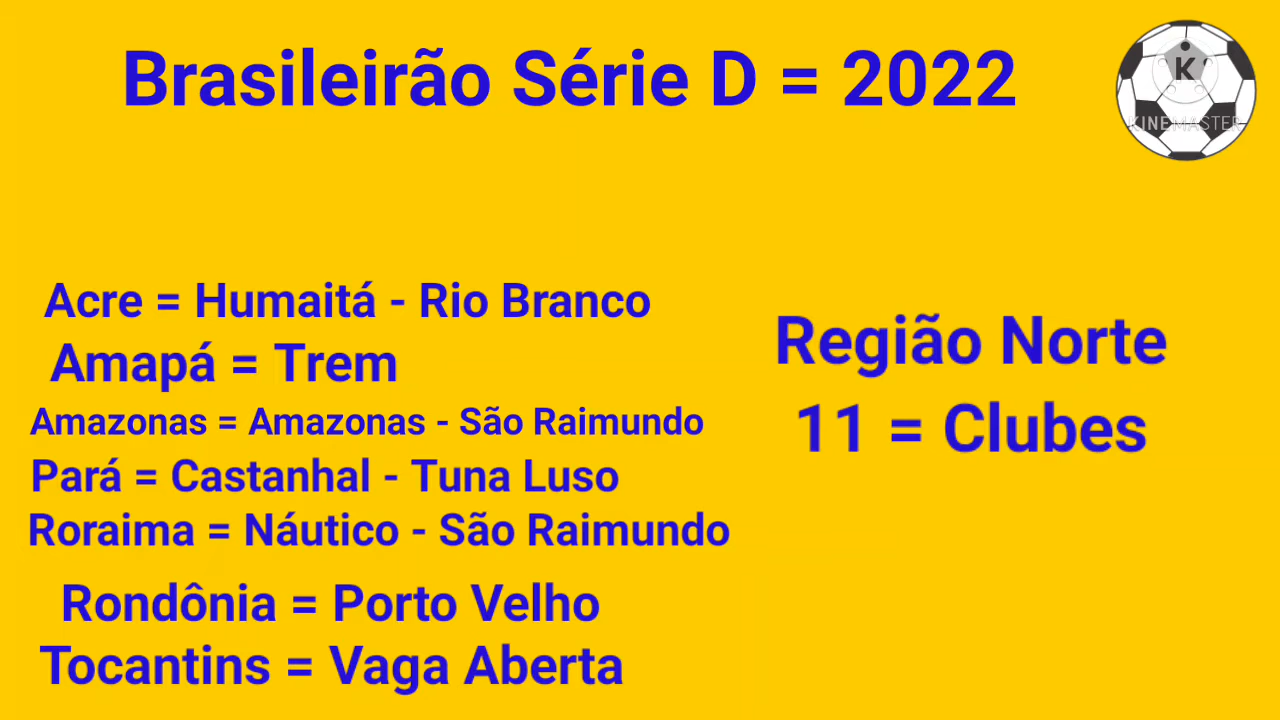 Brasileirão Série D = 2022
K
KINEMASTER
Acre = Humaitá - Rio Branco
Amapá = Trem
Amazonas = Amazonas - São Raimundo
Pará = Castanhal - Tuna Luso
Roraima = Náutico - São Raimundo
Rondônia = Porto Velho
Tocantins = Vaga Aberta
Região Norte
11 = Clubes